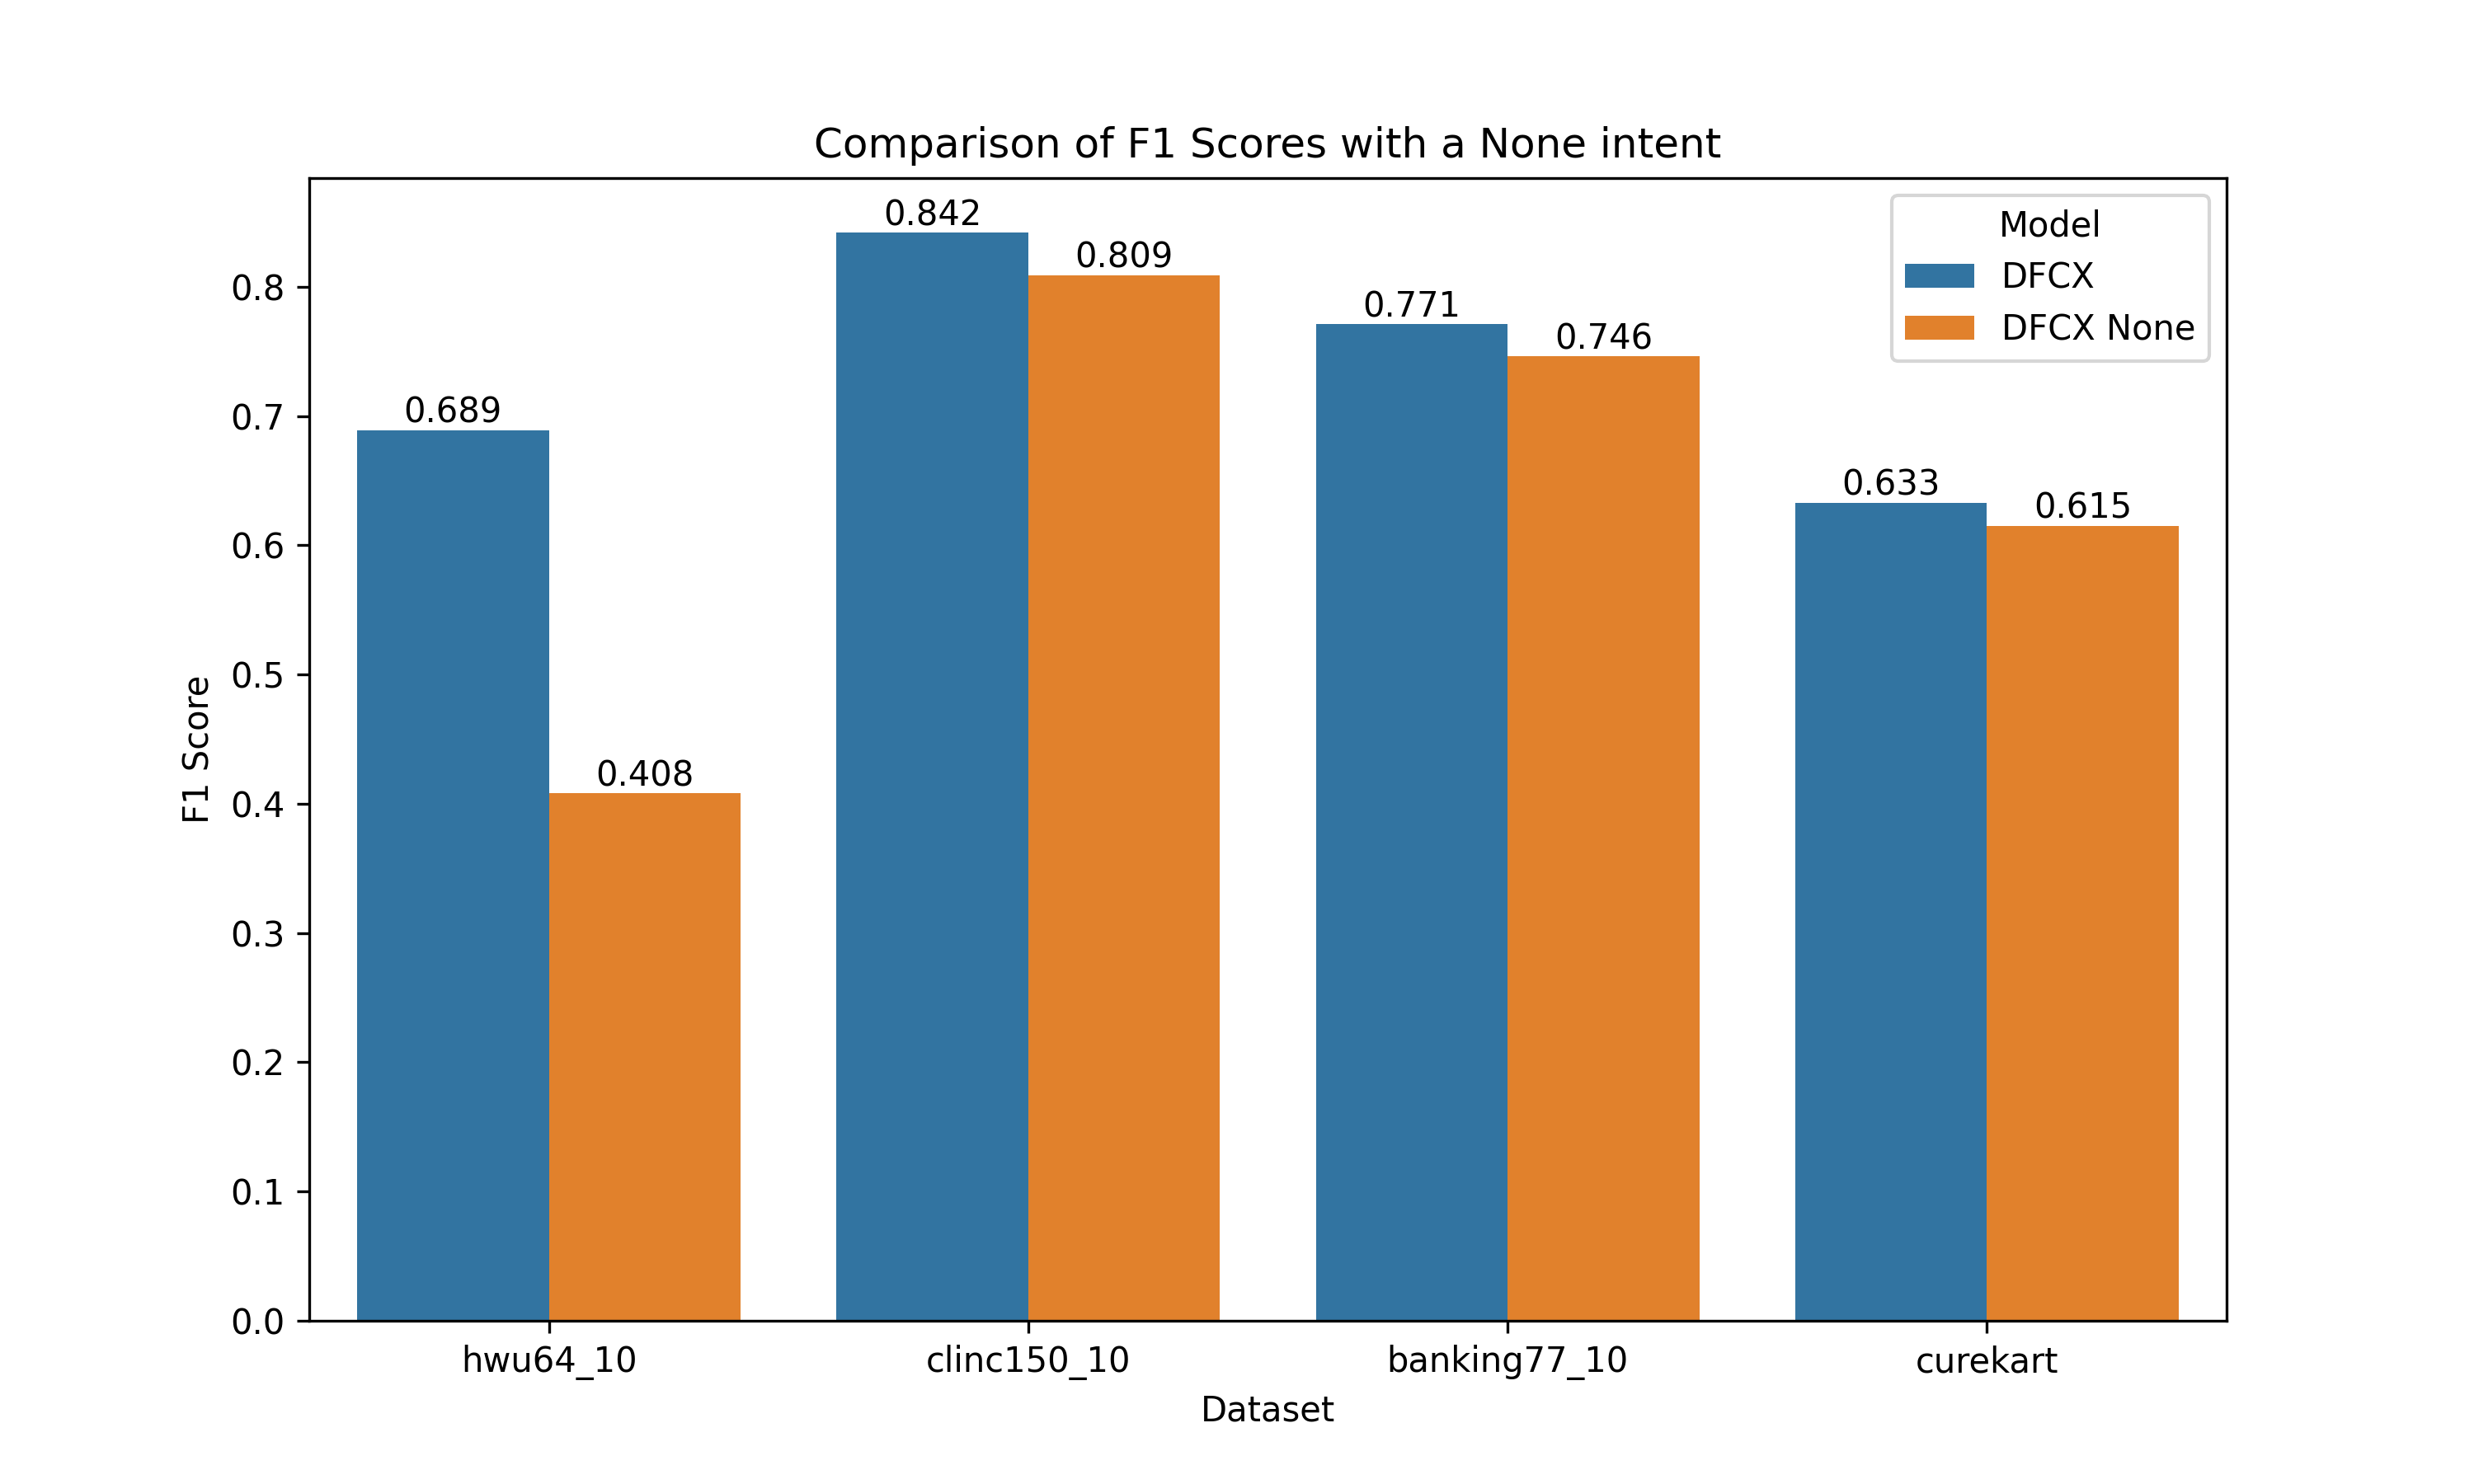 Comparison of F1 Scores with a None intent
Model
DFCX
DFCX None
0.689
0.408
0.842
0.809
0.771
0.746
0.633
0.615
F1 Score
0.8
0.7
0.6
0.5
0.4
0.3
0.2
0.1
0.0
hwu64_10 clinc150_10 banking77_10 curekart
Dataset